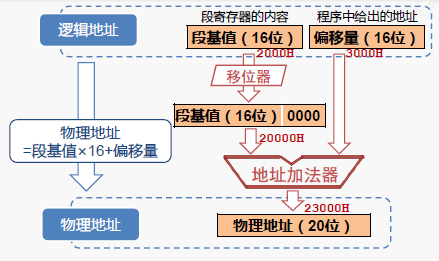 逻辑地址
段寄存器的内容
程序中给出的地址
段基值（16位）
偏移量（16位）
2000H
3000H
移位器
段基值（16位） 0000
20000H
物理地址
=段基值×16+偏移量
地址加法器
23000H
物理地址
物理地址（20位）